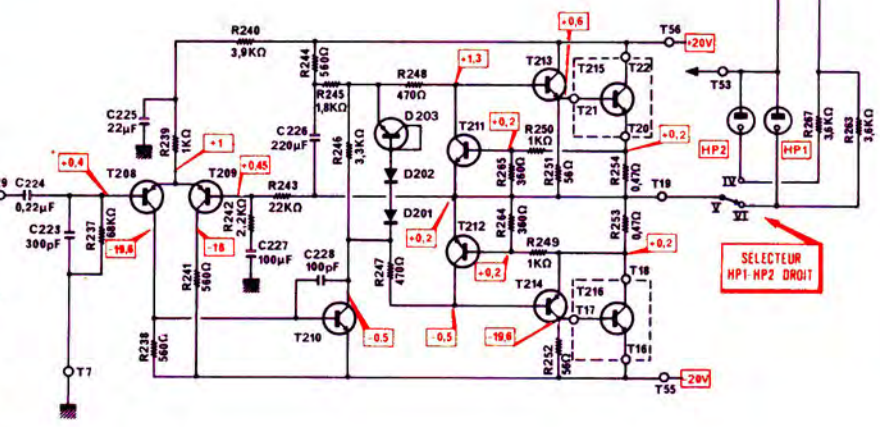 R240
3,9KΩ
R244
560Ω
+0,6
T56
+20V
+1,3
T213
T215
T22
T53
R245
1,8KΩ
R248
470Ω
T21
C225
22µF
R239
1KΩ
C226
220µF
R246
3,3KΩ
D203
T211
+0,2
R250
1KΩ
T20
+0,2
HP2
HP1
R267
3,6KΩ
R263
3,6KΩ
+1
+0,4
T208
T209
+0,45
D202
R265
360Ω
R251
56Ω
R254
0,47Ω
IV
9
C224
0,22µF
R243
22KΩ
T19
V
VI
C223
300pF
R237
68KΩ
R242
2,2KΩ
D201
+0,2
R264
360Ω
R253
0,47Ω
-19,6
-18
C227
100µF
C228
100pF
T212
R249
1KΩ
+0,2
+0,2
SÉLECTEUR
HP1-HP2 DROIT
R241
560Ω
R247
470Ω
T214
T216
T18
T17
R238
560Ω
T210
-0,5
-0,5
-19,6
R252
56Ω
T16
T7
T55
-20V